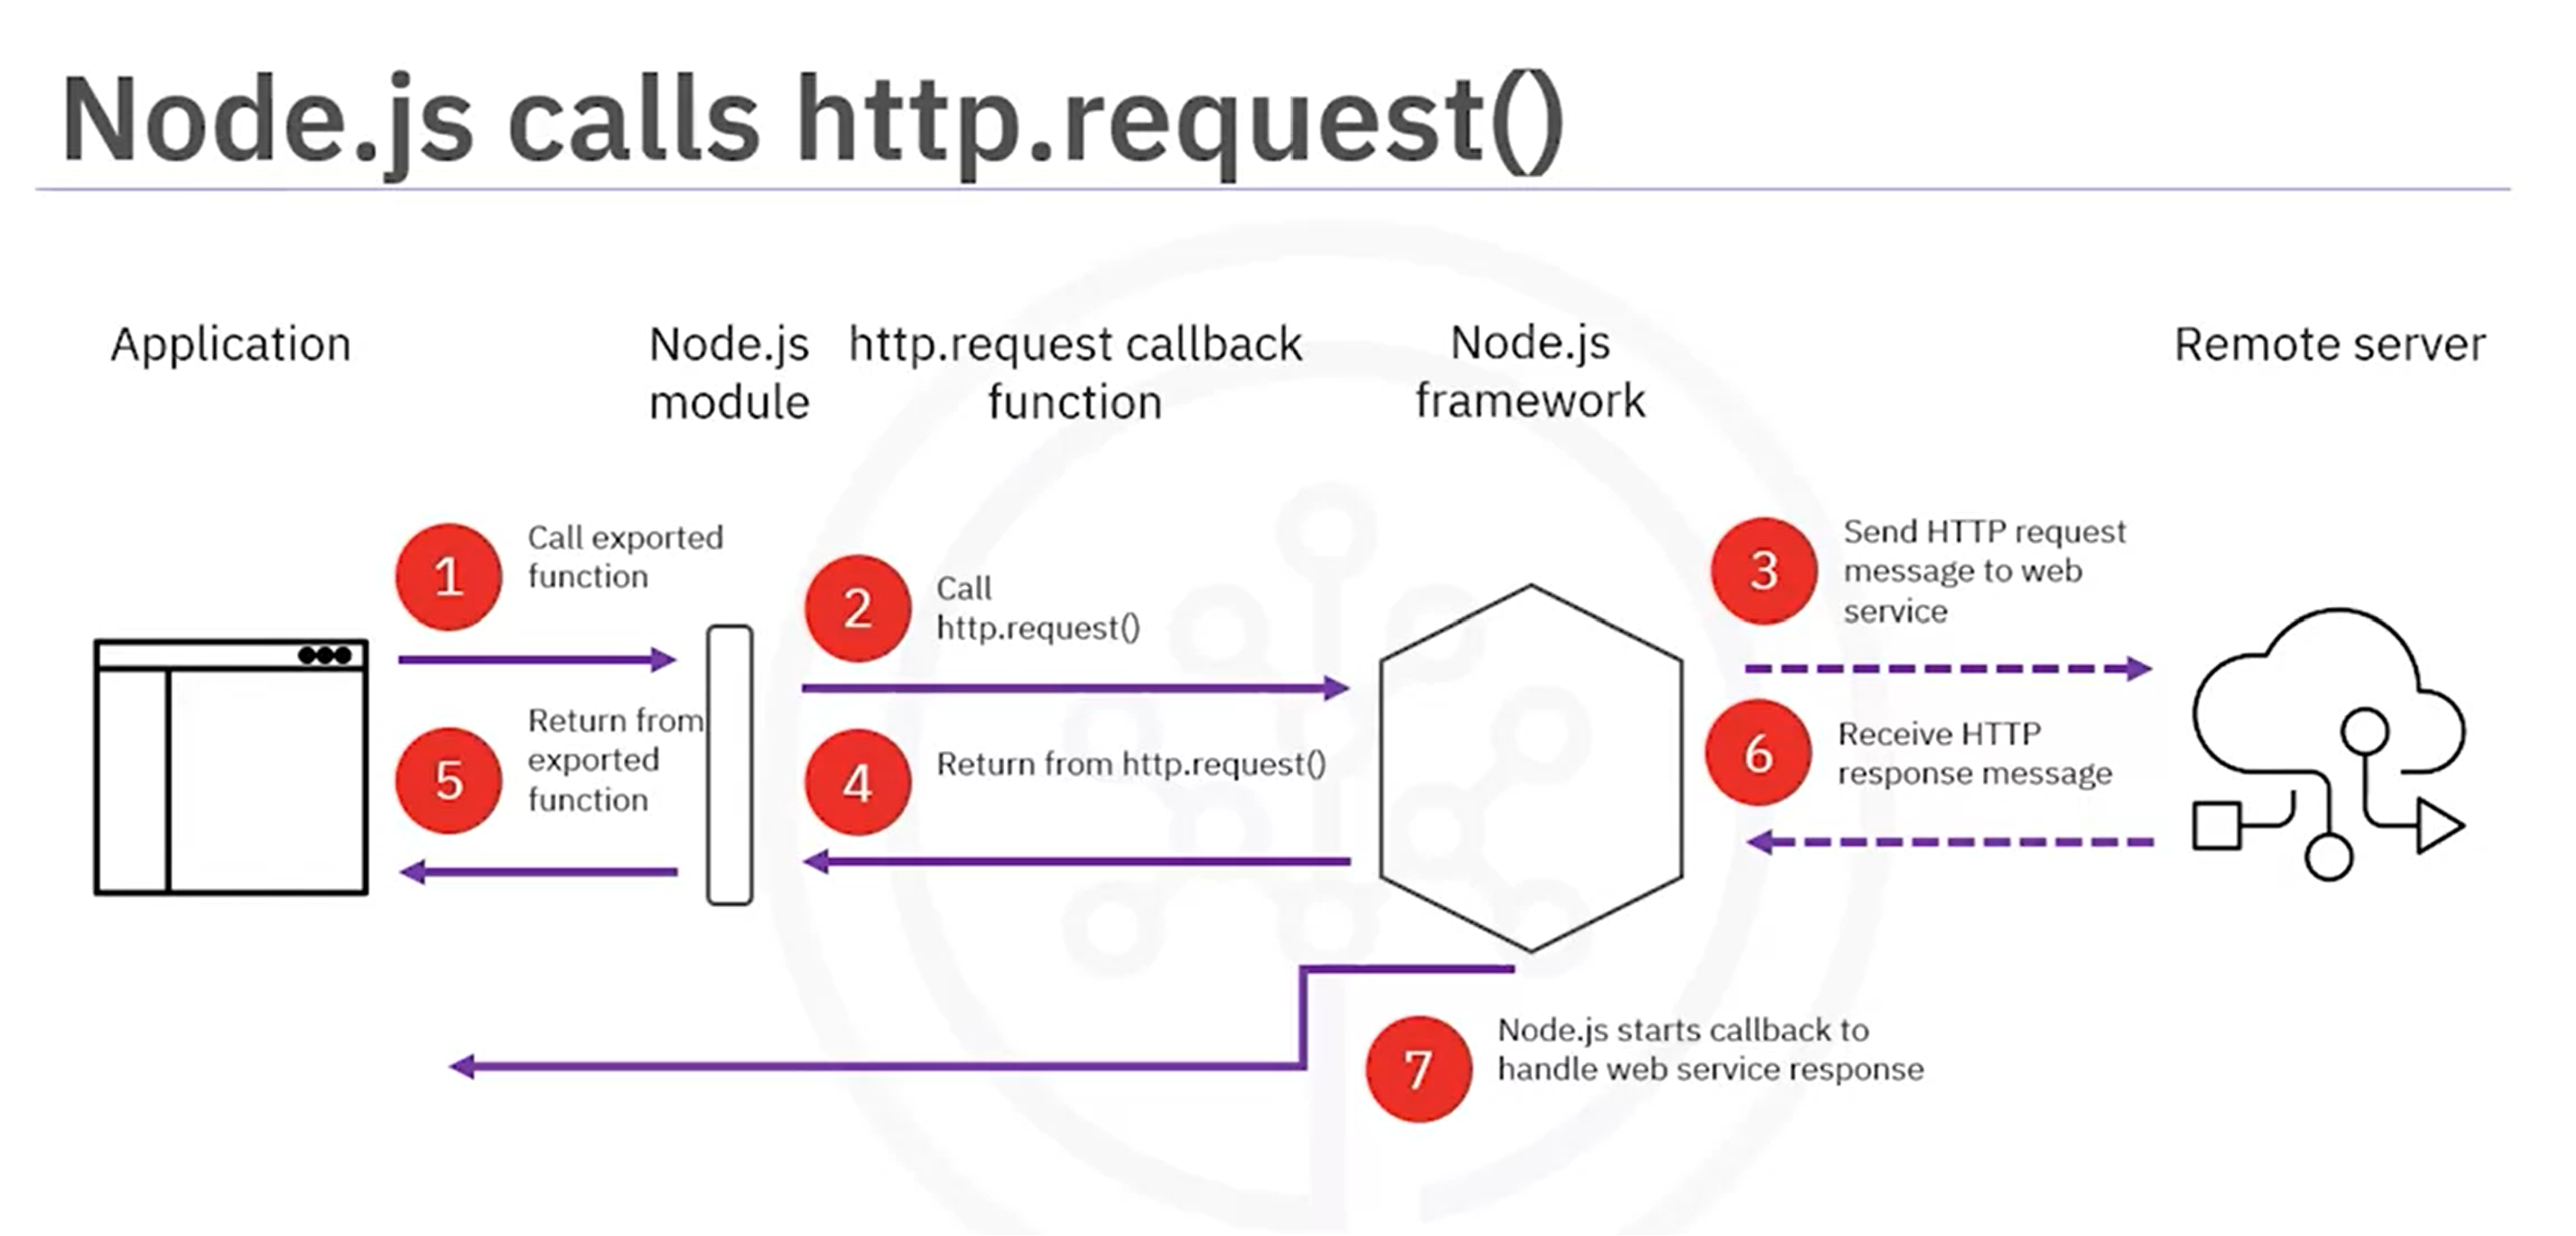 Node.js calls http.request()
Application
Node.js
module
http.request callback
function
Node.js
framework
Remote server
1
Call exported
function
2
Call
http.request()
3
Send HTTP request
message to web
service
4
Return from http.request()
5
Return from
exported
function
6
Receive HTTP
response message
7
Node.js starts callback to
handle web service response